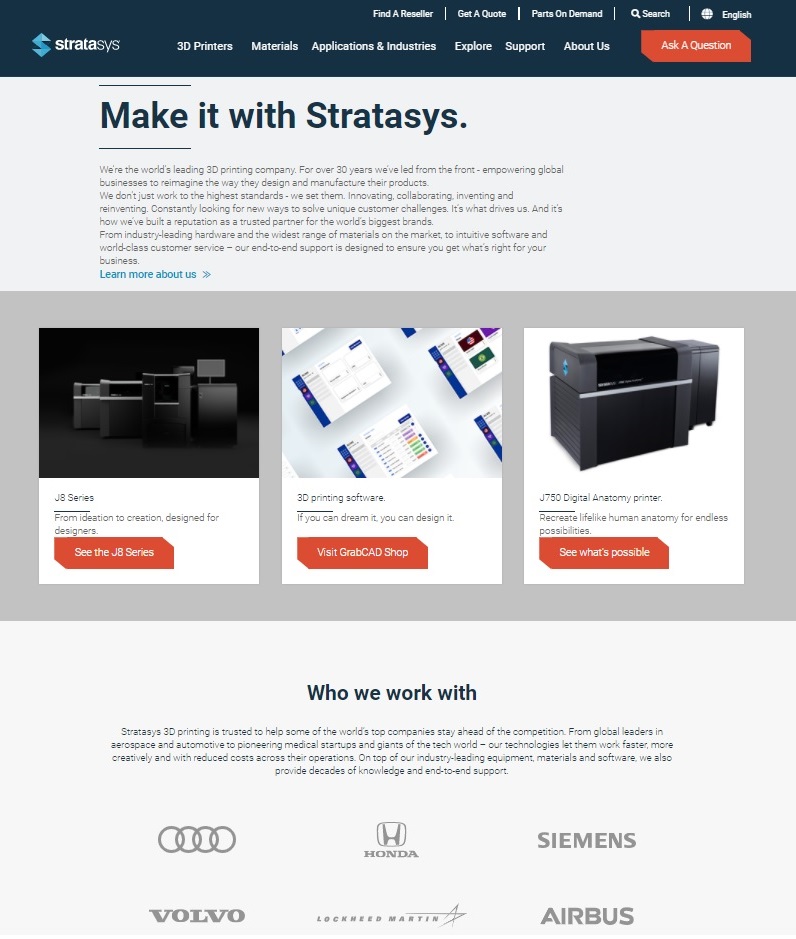 Find A Reseller
Get A Quote
Parts On Demand
Search
English
stratasys
3D Printers
Materials
Applications & Industries
Explore
Support
About Us
Ask A Question
Make it with Stratasys.
We're the world's leading 3D printing company. For over 30 years we've led from the front - empowering global
businesses to reimagine the way they design and manufacture their products.
We don't just work to the highest standards - we set them. Innovating, collaborating, inventing and
reinventing. Constantly looking for new ways to solve unique customer challenges. It's what drives us. And it's
how we've built a reputation as a trusted partner for the world's biggest brands.
From industry-leading hardware and the widest range of materials on the market, to intuitive software and
world-class customer service – our end-to-end support is designed to ensure you get what's right for your
business.
Learn more about us
J8 Series
From ideation to creation, designed for
designers.
See the J8 Series
3D printing software.
If you can dream it, you can design it.
Visit GrabCAD Shop
J750 Digital Anatomy printer.
Recreate lifelike human anatomy for endless
possibilities.
See what's possible
Who we work with
Stratasys 3D printing is trusted to help some of the world's top companies stay ahead of the competition. From global leaders in
aerospace and automotive to pioneering medical startups and giants of the tech world – our technologies let them work faster, more
creatively and with reduced costs across their operations. On top of our industry-leading equipment, materials and software, we also
provide decades of knowledge and end-to-end support.
HONDA
SIEMENS
VOLVO
LOCKHEED MARTIN
AIRBUS